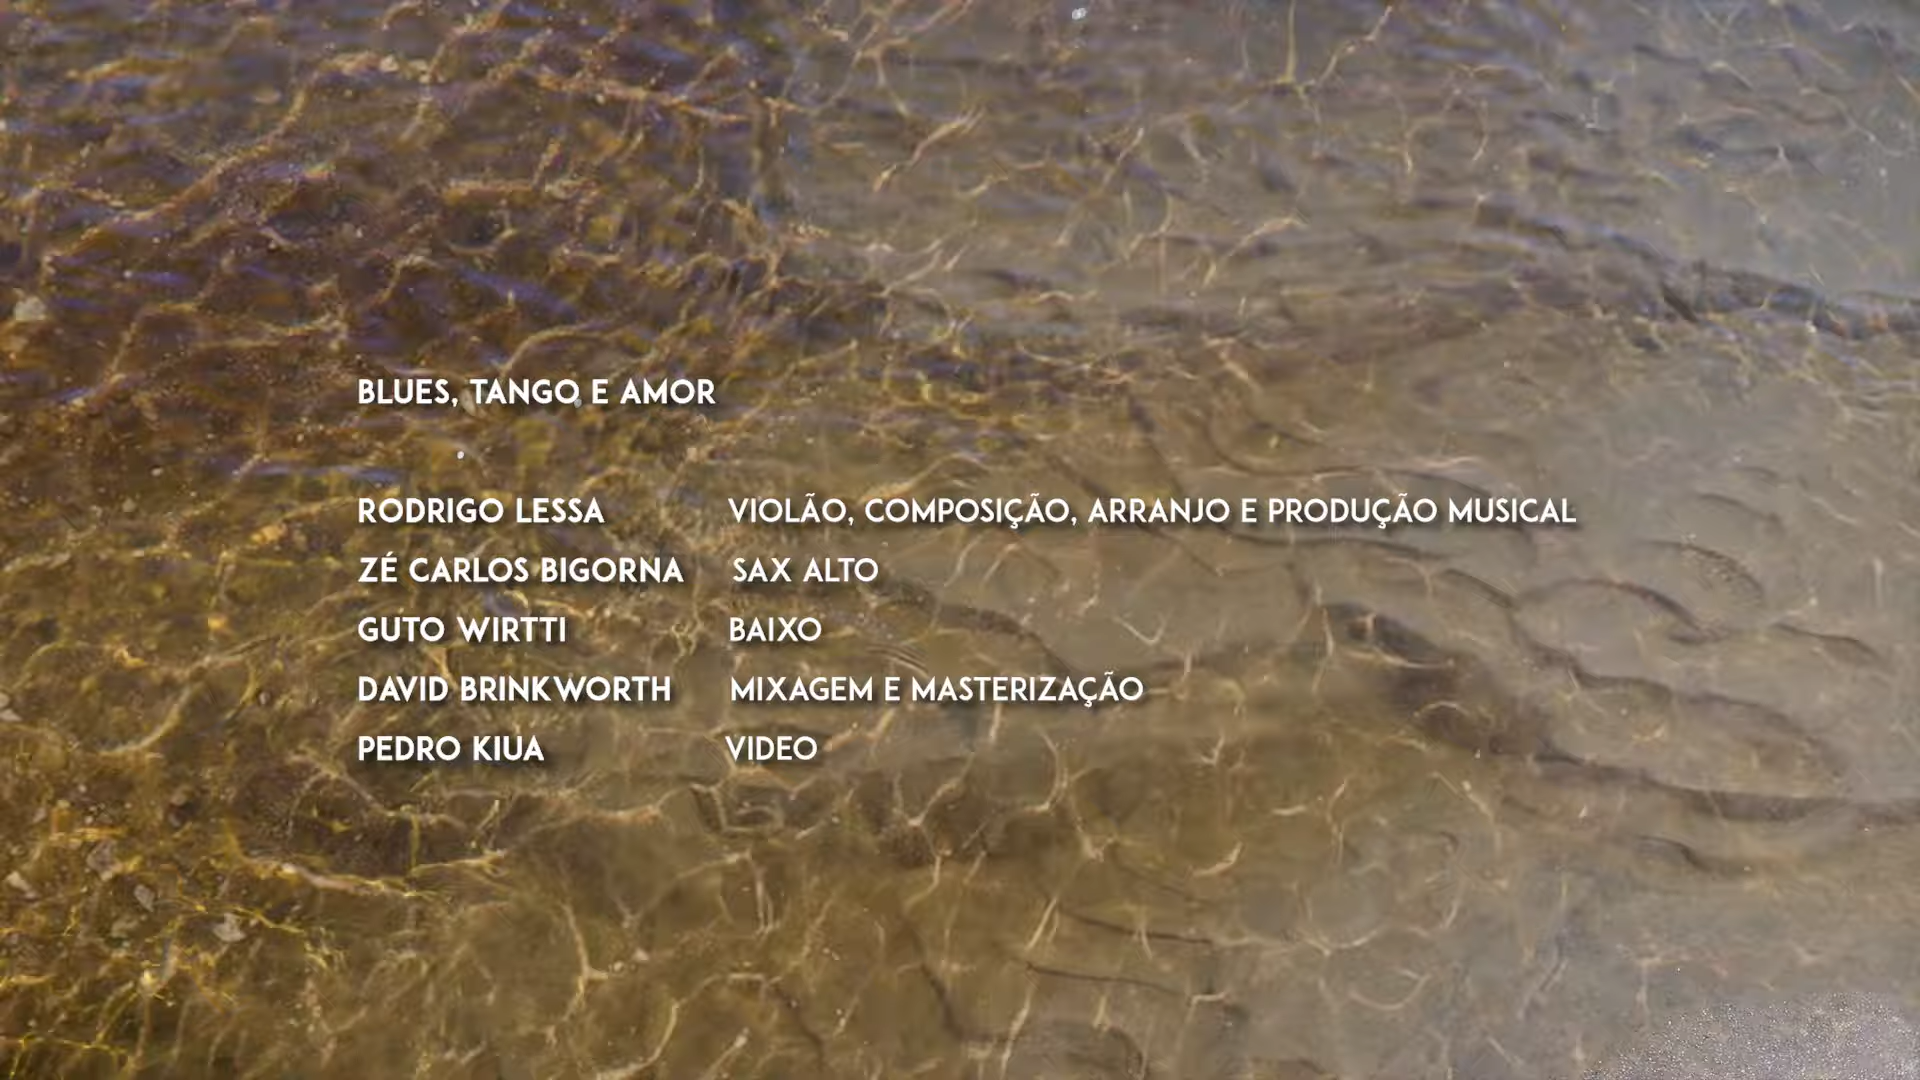 BLUES, TANGO E AMOR
RODRIGO LESSA VIOLÃO, COMPOSIÇÃO, ARRANJO E PRODUÇÃO MUSICAL
ZÉ CARLOS BIGORNA SAX ALTO
GUTO WIRTTI BAIXO
DAVID BRINKWORTH MIXAGEM E MASTERIZAÇÃO
PEDRO KIUA VIDEO